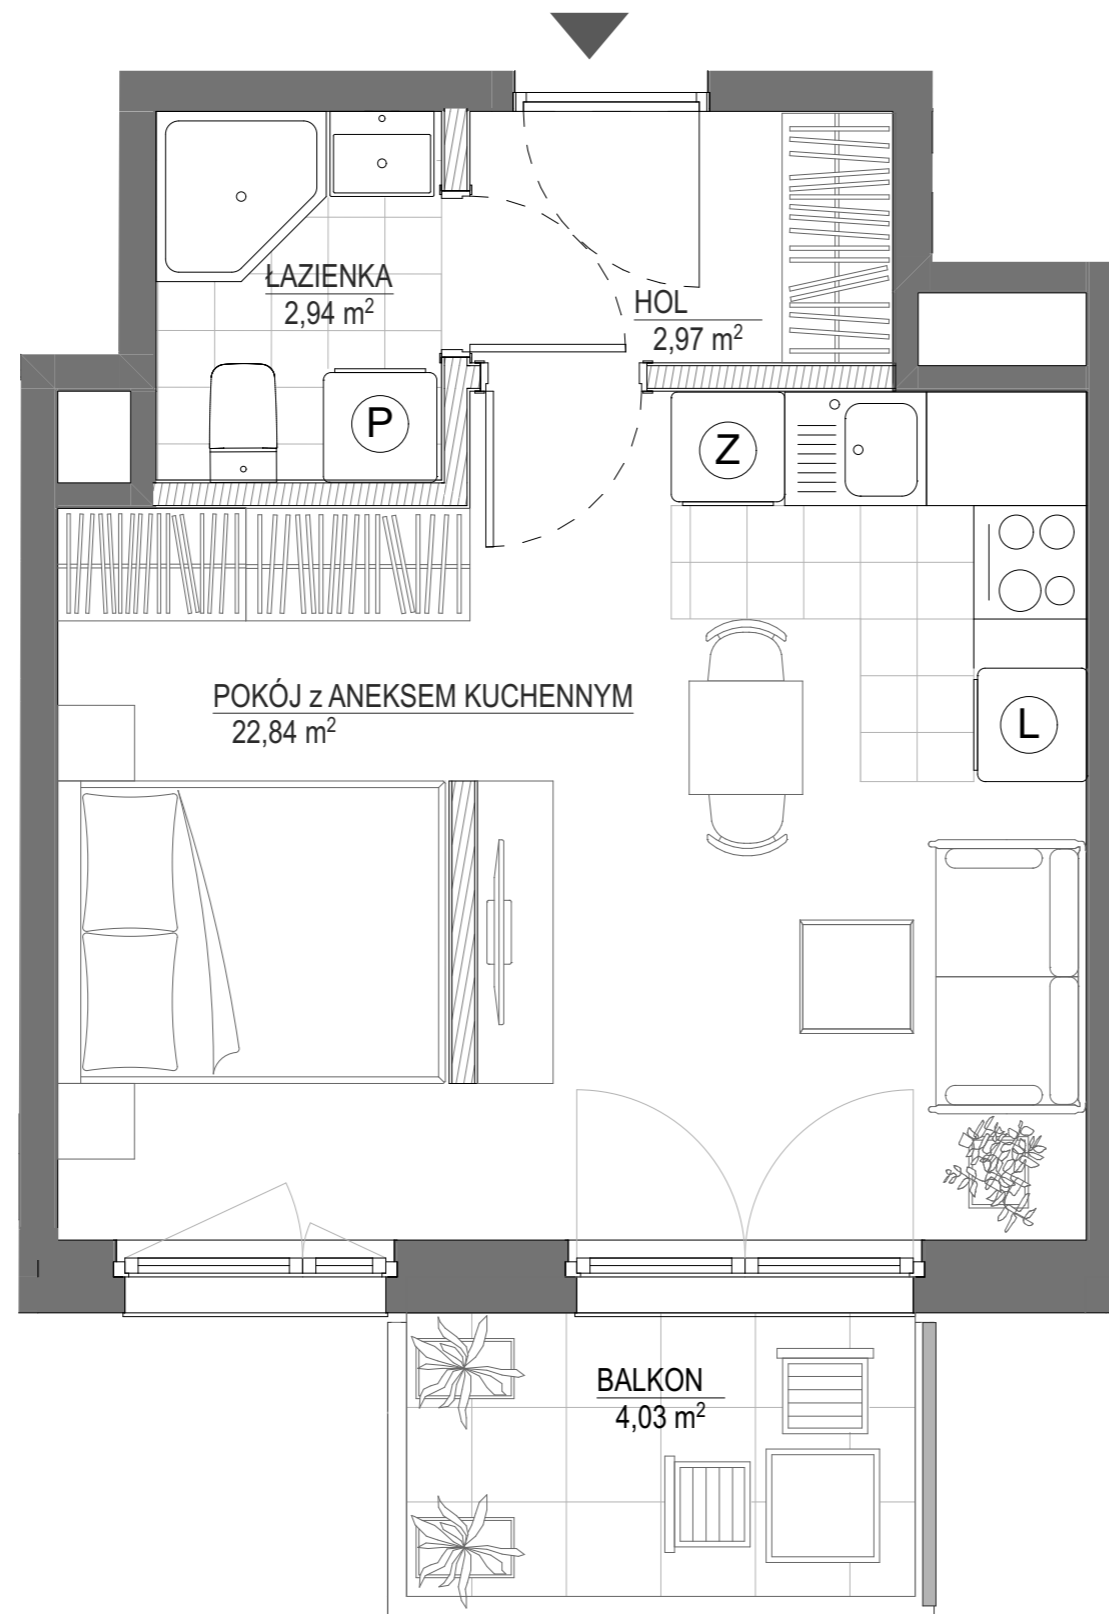 ŁAZIENKA
2,94 m²
HOL
2,97 m²
P
Z
POKÓJ z ANEKSEM KUCHENNYM
22,84 m²
L
BALKON
4,03 m²